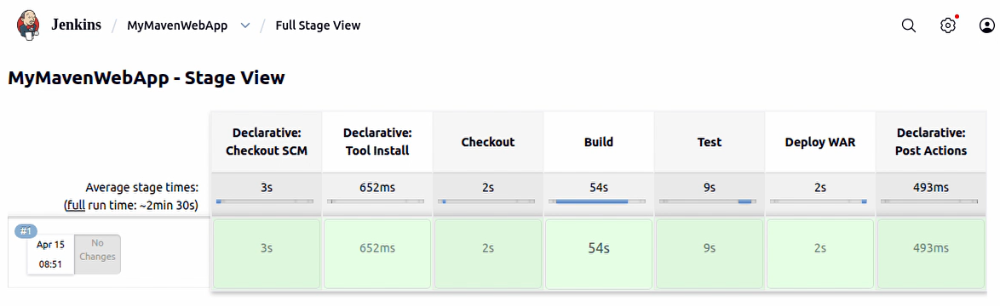 Jenkins / MyMavenWebApp / Full Stage View
MyMavenWebApp - Stage View
Declarative: Checkout SCM
Declarative: Tool Install
Checkout
Build
Test
Deploy WAR
Declarative: Post Actions
Average stage times:
(full run time: ~2min 30s)
3s
652ms
2s
54s
9s
2s
493ms
#1
Apr 15
08:51
No
Changes
3s
652ms
2s
54s
9s
2s
493ms